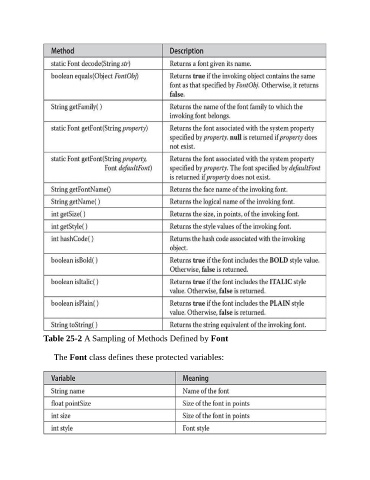 Method Description
static Font decode(String str) Returns a font given its name.
boolean equals(Object FontObj) Returns true if the invoking object contains the same
font as that specified by FontObj. Otherwise, it returns
false.
String getFamily( ) Returns the name of the font family to which the
invoking font belongs.
static Font getFont(String property) Returns the font associated with the system property
specified by property. null is returned if property does
not exist.
static Font getFont(String property, Returns the font associated with the system property
Font defaultFont) specified by property. The font specified by defaultFont
is returned if property does not exist.
String getFontName() Returns the face name of the invoking font.
String getName( ) Returns the logical name of the invoking font.
int getSize( ) Returns the size, in points, of the invoking font.
int getStyle( ) Returns the style values of the invoking font.
int hashCode( ) Returns the hash code associated with the invoking
object.
boolean isBold( ) Returns true if the font includes the BOLD style value.
Otherwise, false is returned.
boolean isItalic( ) Returns true if the font includes the ITALIC style
value. Otherwise, false is returned.
boolean isPlain( ) Returns true if the font includes the PLAIN style
value. Otherwise, false is returned.
String toString( ) Returns the string equivalent of the invoking font.
Table 25-2 A Sampling of Methods Defined by Font
The Font class defines these protected variables:
Variable Meaning
String name Name of the font
float pointSize Size of the font in points
int size Size of the font in points
int style Font style